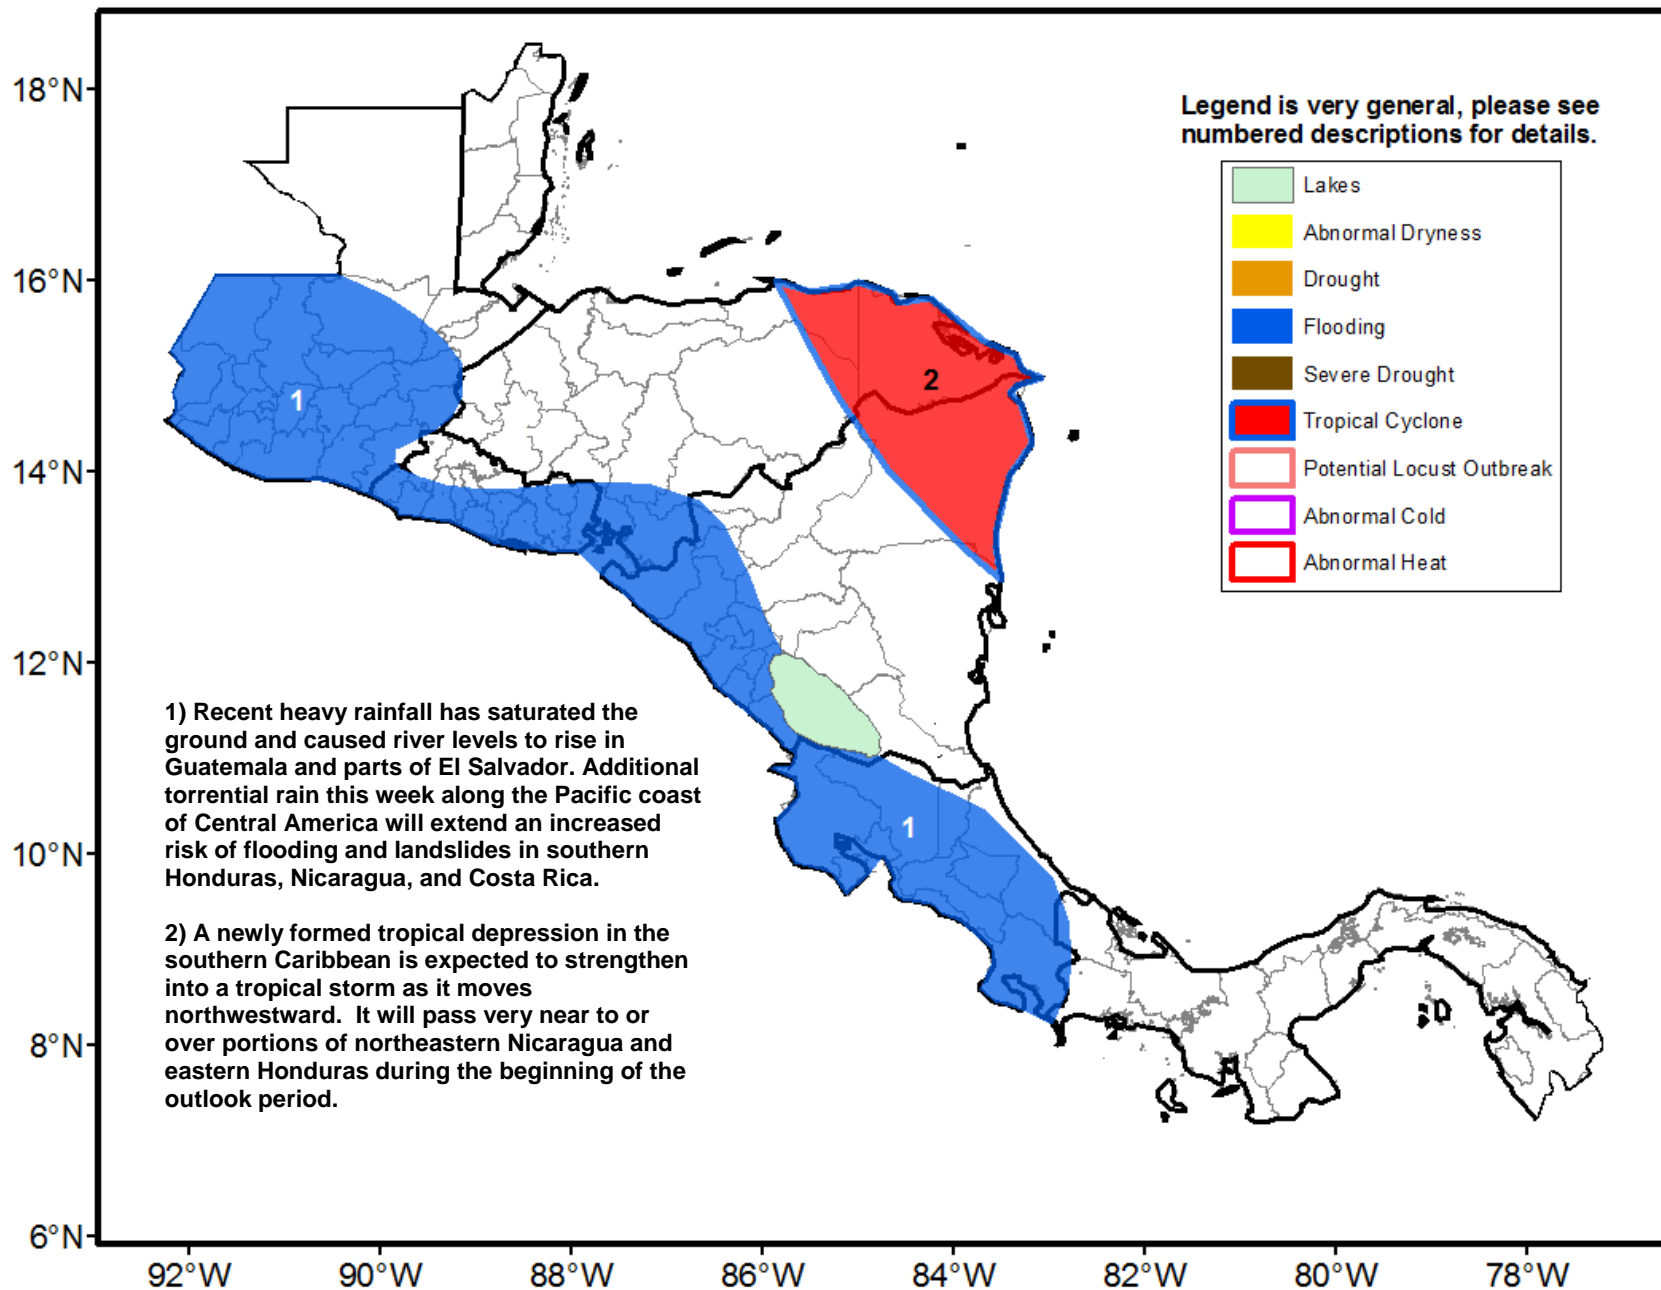 Legend is very general, please see
numbered descriptions for details.
Lakes
Abnormal Dryness
Drought
Flooding
Severe Drought
Tropical Cyclone
Potential Locust Outbreak
Abnormal Cold
Abnormal Heat
18°N
16°N
14°N
12°N
10°N
8°N
6°N
1
2
1
1) Recent heavy rainfall has saturated the
ground and caused river levels to rise in
Guatemala and parts of El Salvador. Additional
torrential rain this week along the Pacific coast
of Central America will extend an increased
risk of flooding and landslides in southern
Honduras, Nicaragua, and Costa Rica.
2) A newly formed tropical depression in the
southern Caribbean is expected to strengthen
into a tropical storm as it moves
northwestward.  It will pass very near to or
over portions of northeastern Nicaragua and
eastern Honduras during the beginning of the
outlook period.
92°W
90°W
88°W
86°W
84°W
82°W
80°W
78°W